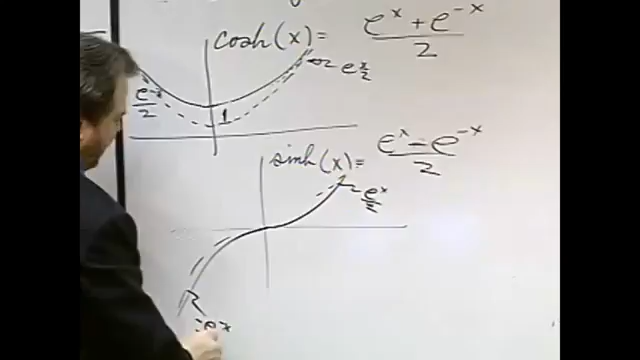 cosh(x) = (e^x + e^-x)/2
e^x/2
e^-x/2
1
sinh(x) = (e^x - e^-x)/2
e^x/2